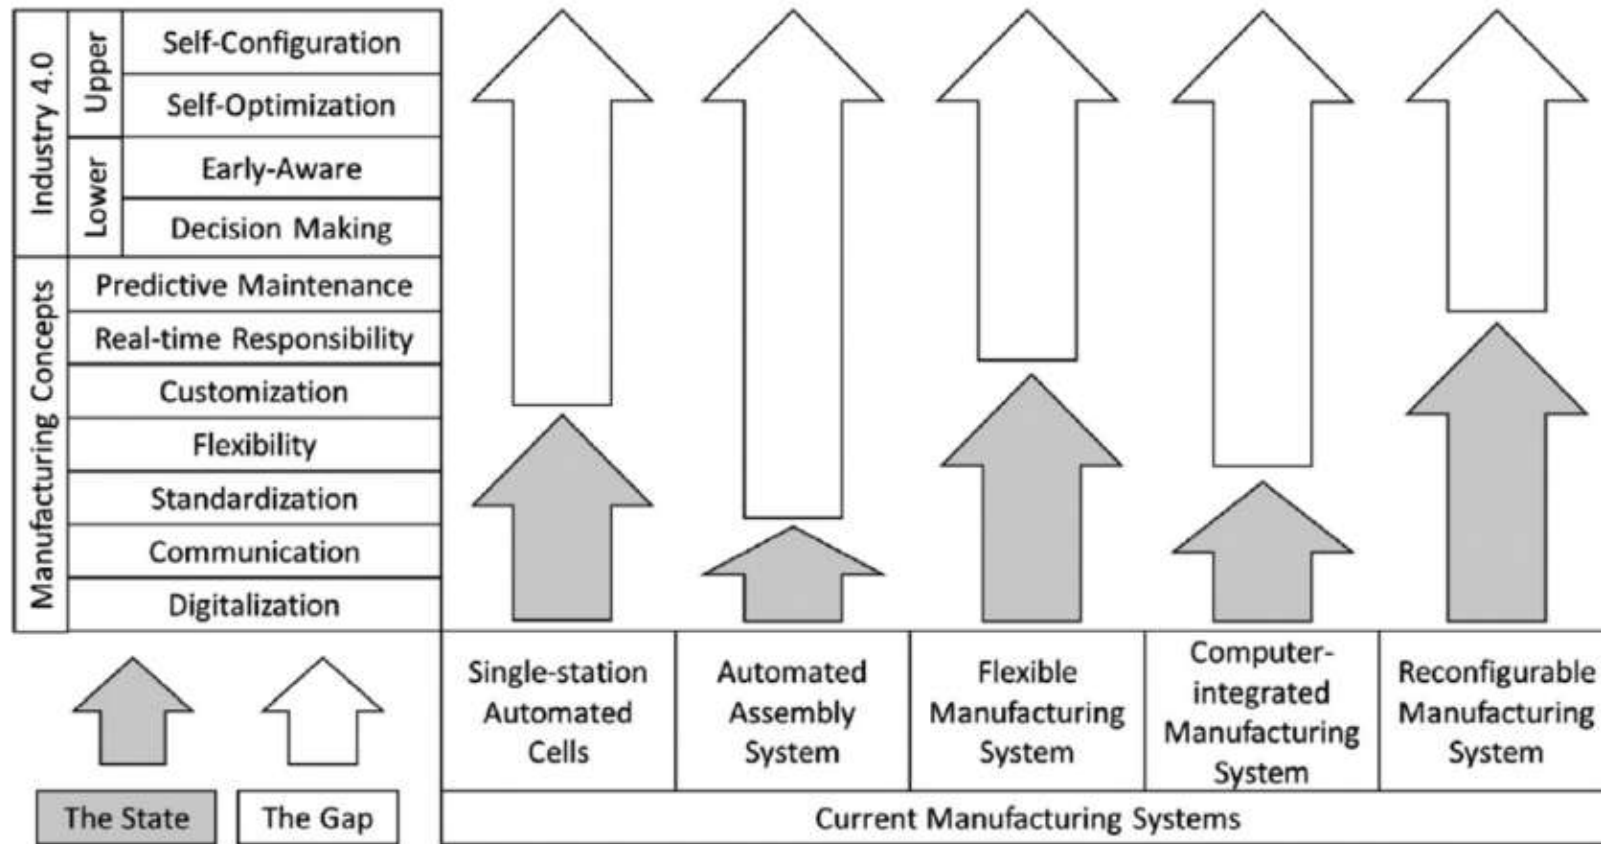 Industry 4.0
Upper
Self-Configuration
Self-Optimization
Lower
Early-Aware
Decision Making
Manufacturing Concepts
Predictive Maintenance
Real-time Responsibility
Customization
Flexibility
Standardization
Communication
Digitalization
Single-station
Automated
Cells
Automated
Assembly
System
Flexible
Manufacturing
System
Computer-
integrated
Manufacturing
System
Reconfigurable
Manufacturing
System
The State
The Gap
Current Manufacturing Systems